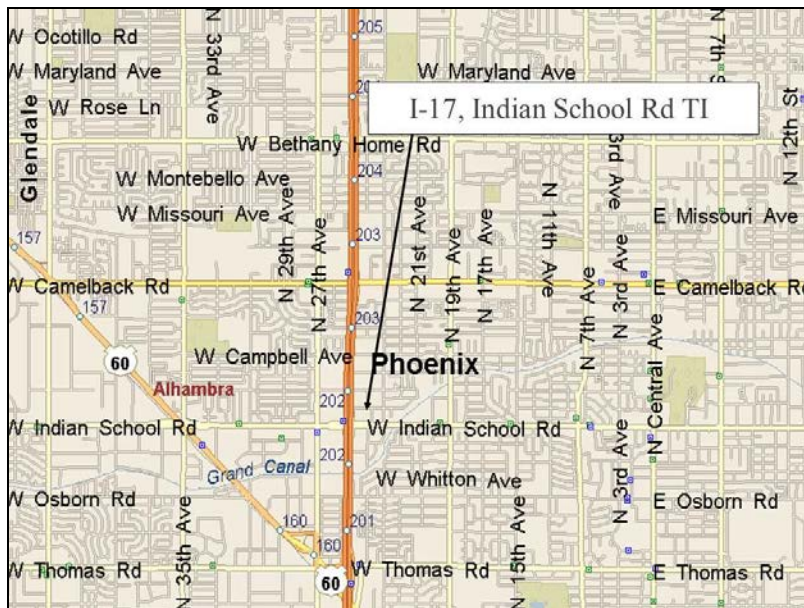 W Ocotillo Rd
N 33rd Ave
205
N 7th
W Maryland Ave
W Maryland Ave
W Rose Ln
I-17, Indian School Rd TI
Glendale
W Bethany Home Rd
3rd Ave
N 12th St
W Montebello Ave
204
W Missouri Ave
E Missouri Ave
157
203
N 29th Ave
N 27th Ave
N 21st Ave
N 19th Ave
N 17th Ave
N 11th Ave
N 7th Ave
N 3rd Ave
W Camelback Rd
E Camelback Rd
157
203
N Central Ave
60
W Campbell Ave
Phoenix
Alhambra
202
W Indian School Rd
W Indian School Rd
202
Grand Canal
W Whitton Ave
N 3rd Ave
W Osborn Rd
E Osborn Rd
N 35th Ave
160
201
N 15th Ave
160
W Thomas Rd
60
W Thomas Rd
E Thomas Rd